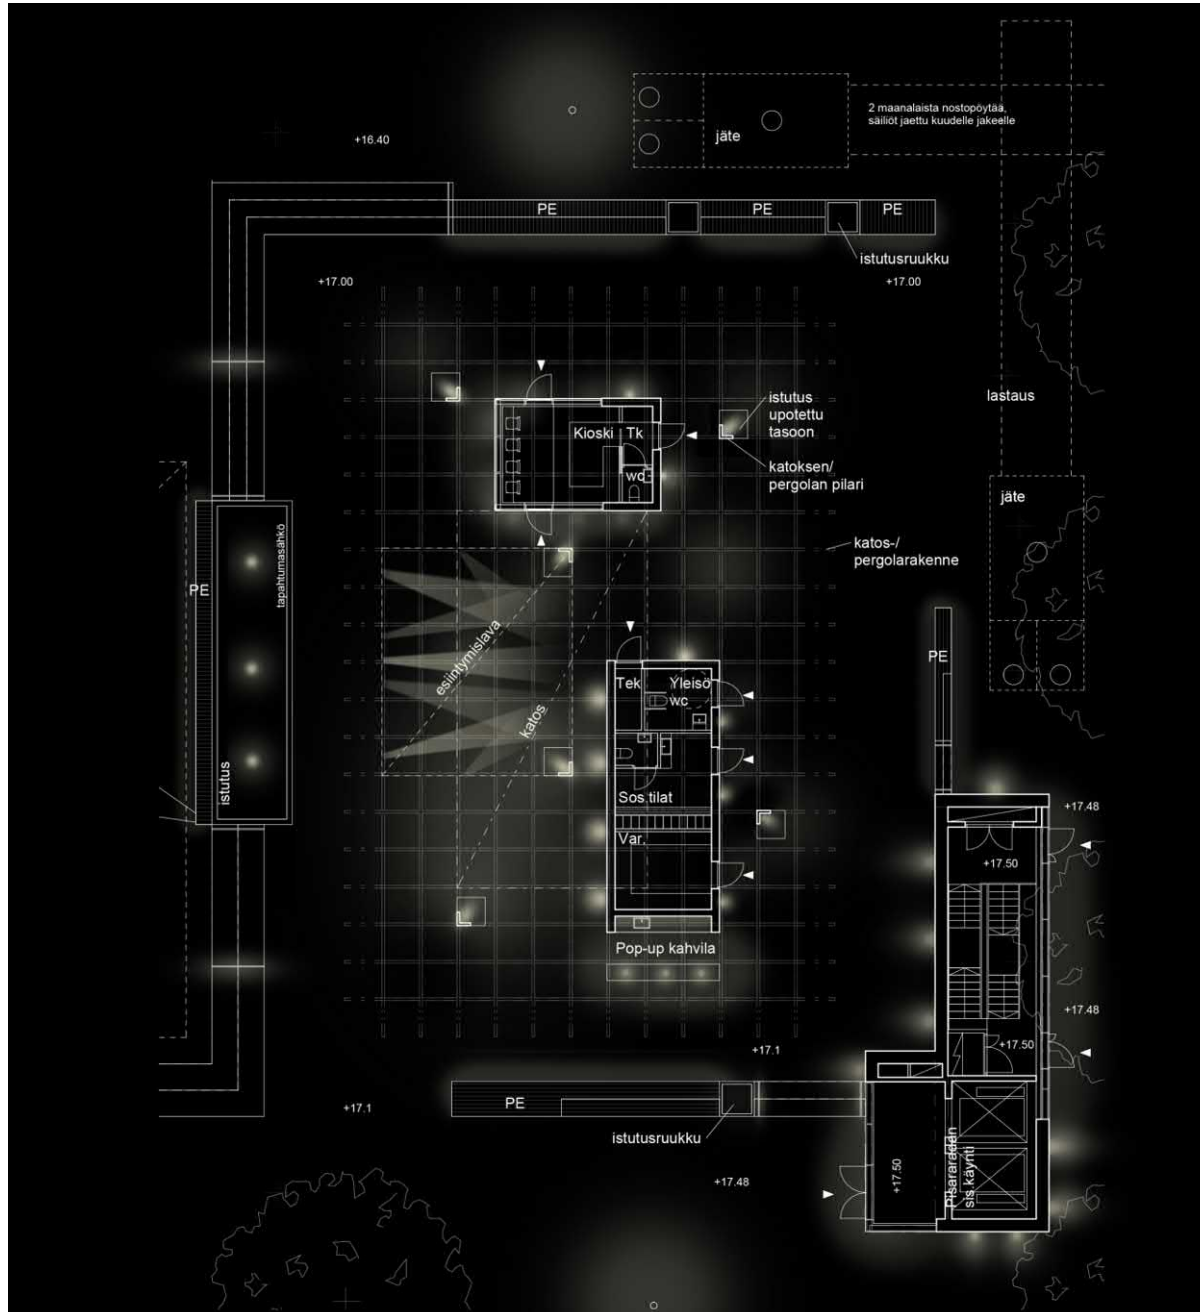 2 maanalaista nostopöytää,
säiliöt jaettu kuudelle jakeelle
jäte
+16.40
PE
PE
PE
istutusruukku
+17.00
+17.00
lastaus
istutus
upotettu
tasoon
Kioski
Tk
wc
katoksen/
pergolan pilari
jäte
katos-/
pergolarakenne
tapahtumasähkö
PE
istutus
esiintymislava
katos
PE
Tek
Yleisö
wc
Sos.tilat
Var.
+17.48
+17.50
Pop-up kahvila
+17.48
+17.50
+17.1
PE
+17.1
istutusruukku
+17.50
Pisararadan
sis.käynti
+17.48